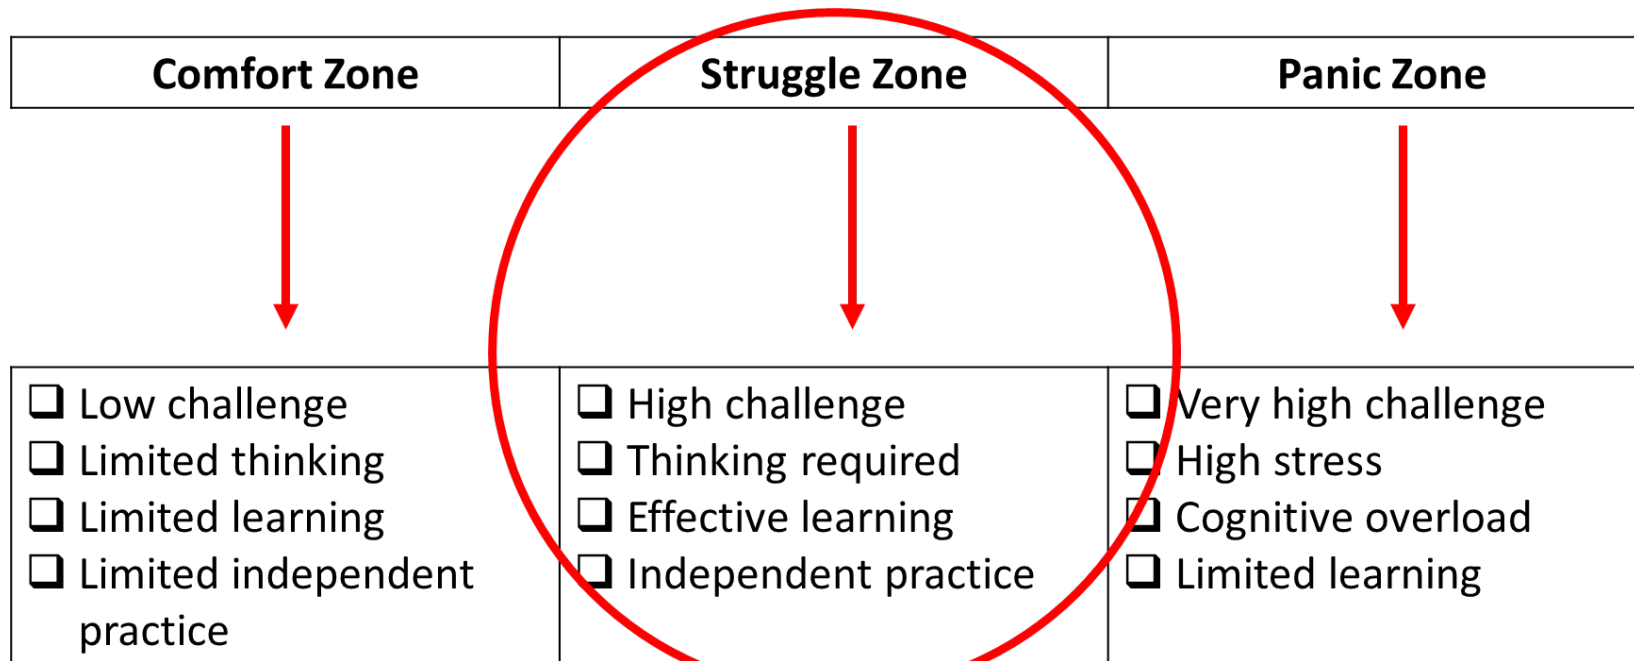 Comfort Zone
Struggle Zone
Panic Zone
❑ Low challenge
❑ Limited thinking
❑ Limited learning
❑ Limited independent
practice
❑ High challenge
❑ Thinking required
❑ Effective learning
❑ Independent practice
❑ Very high challenge
❑ High stress
❑ Cognitive overload
❑ Limited learning